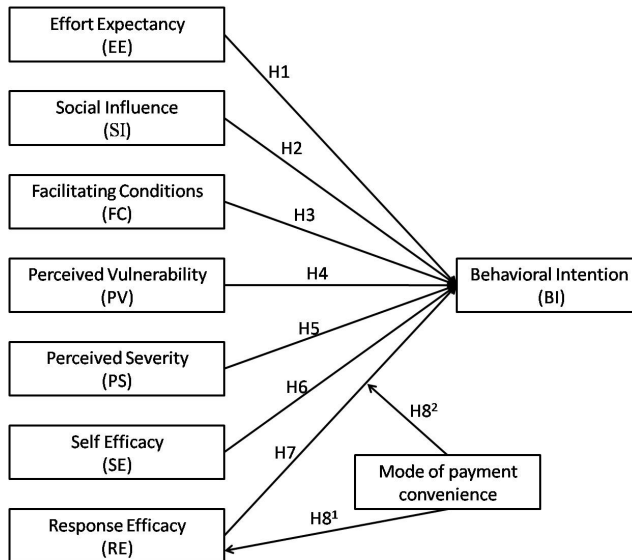 Effort Expectancy
(EE)
H1
Social Influence
(SI)
H2
Facilitating Conditions
(FC)
H3
Perceived Vulnerability
(PV)
H4
Behavioral Intention
(BI)
Perceived Severity
(PS)
H5
Self Efficacy
(SE)
H6
H7
H8²
Mode of payment
convenience
Response Efficacy
(RE)
H8¹